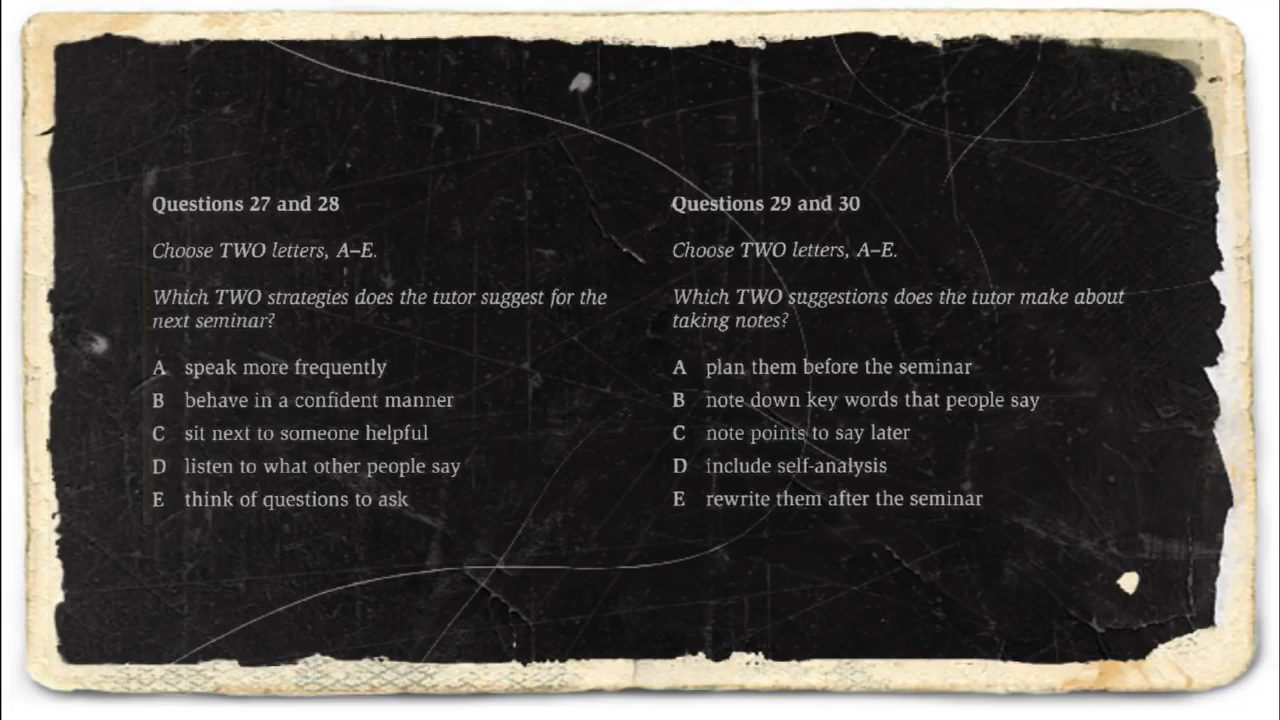 Questions 27 and 28
Choose TWO letters, A–E.
Which TWO strategies does the tutor suggest for the
next seminar?
A speak more frequently
B behave in a confident manner
C sit next to someone helpful
D listen to what other people say
E think of questions to ask
Questions 29 and 30
Choose TWO letters, A–E.
Which TWO suggestions does the tutor make about
taking notes?
A plan them before the seminar
B note down key words that people say
C note points to say later
D include self-analysis
E rewrite them after the seminar